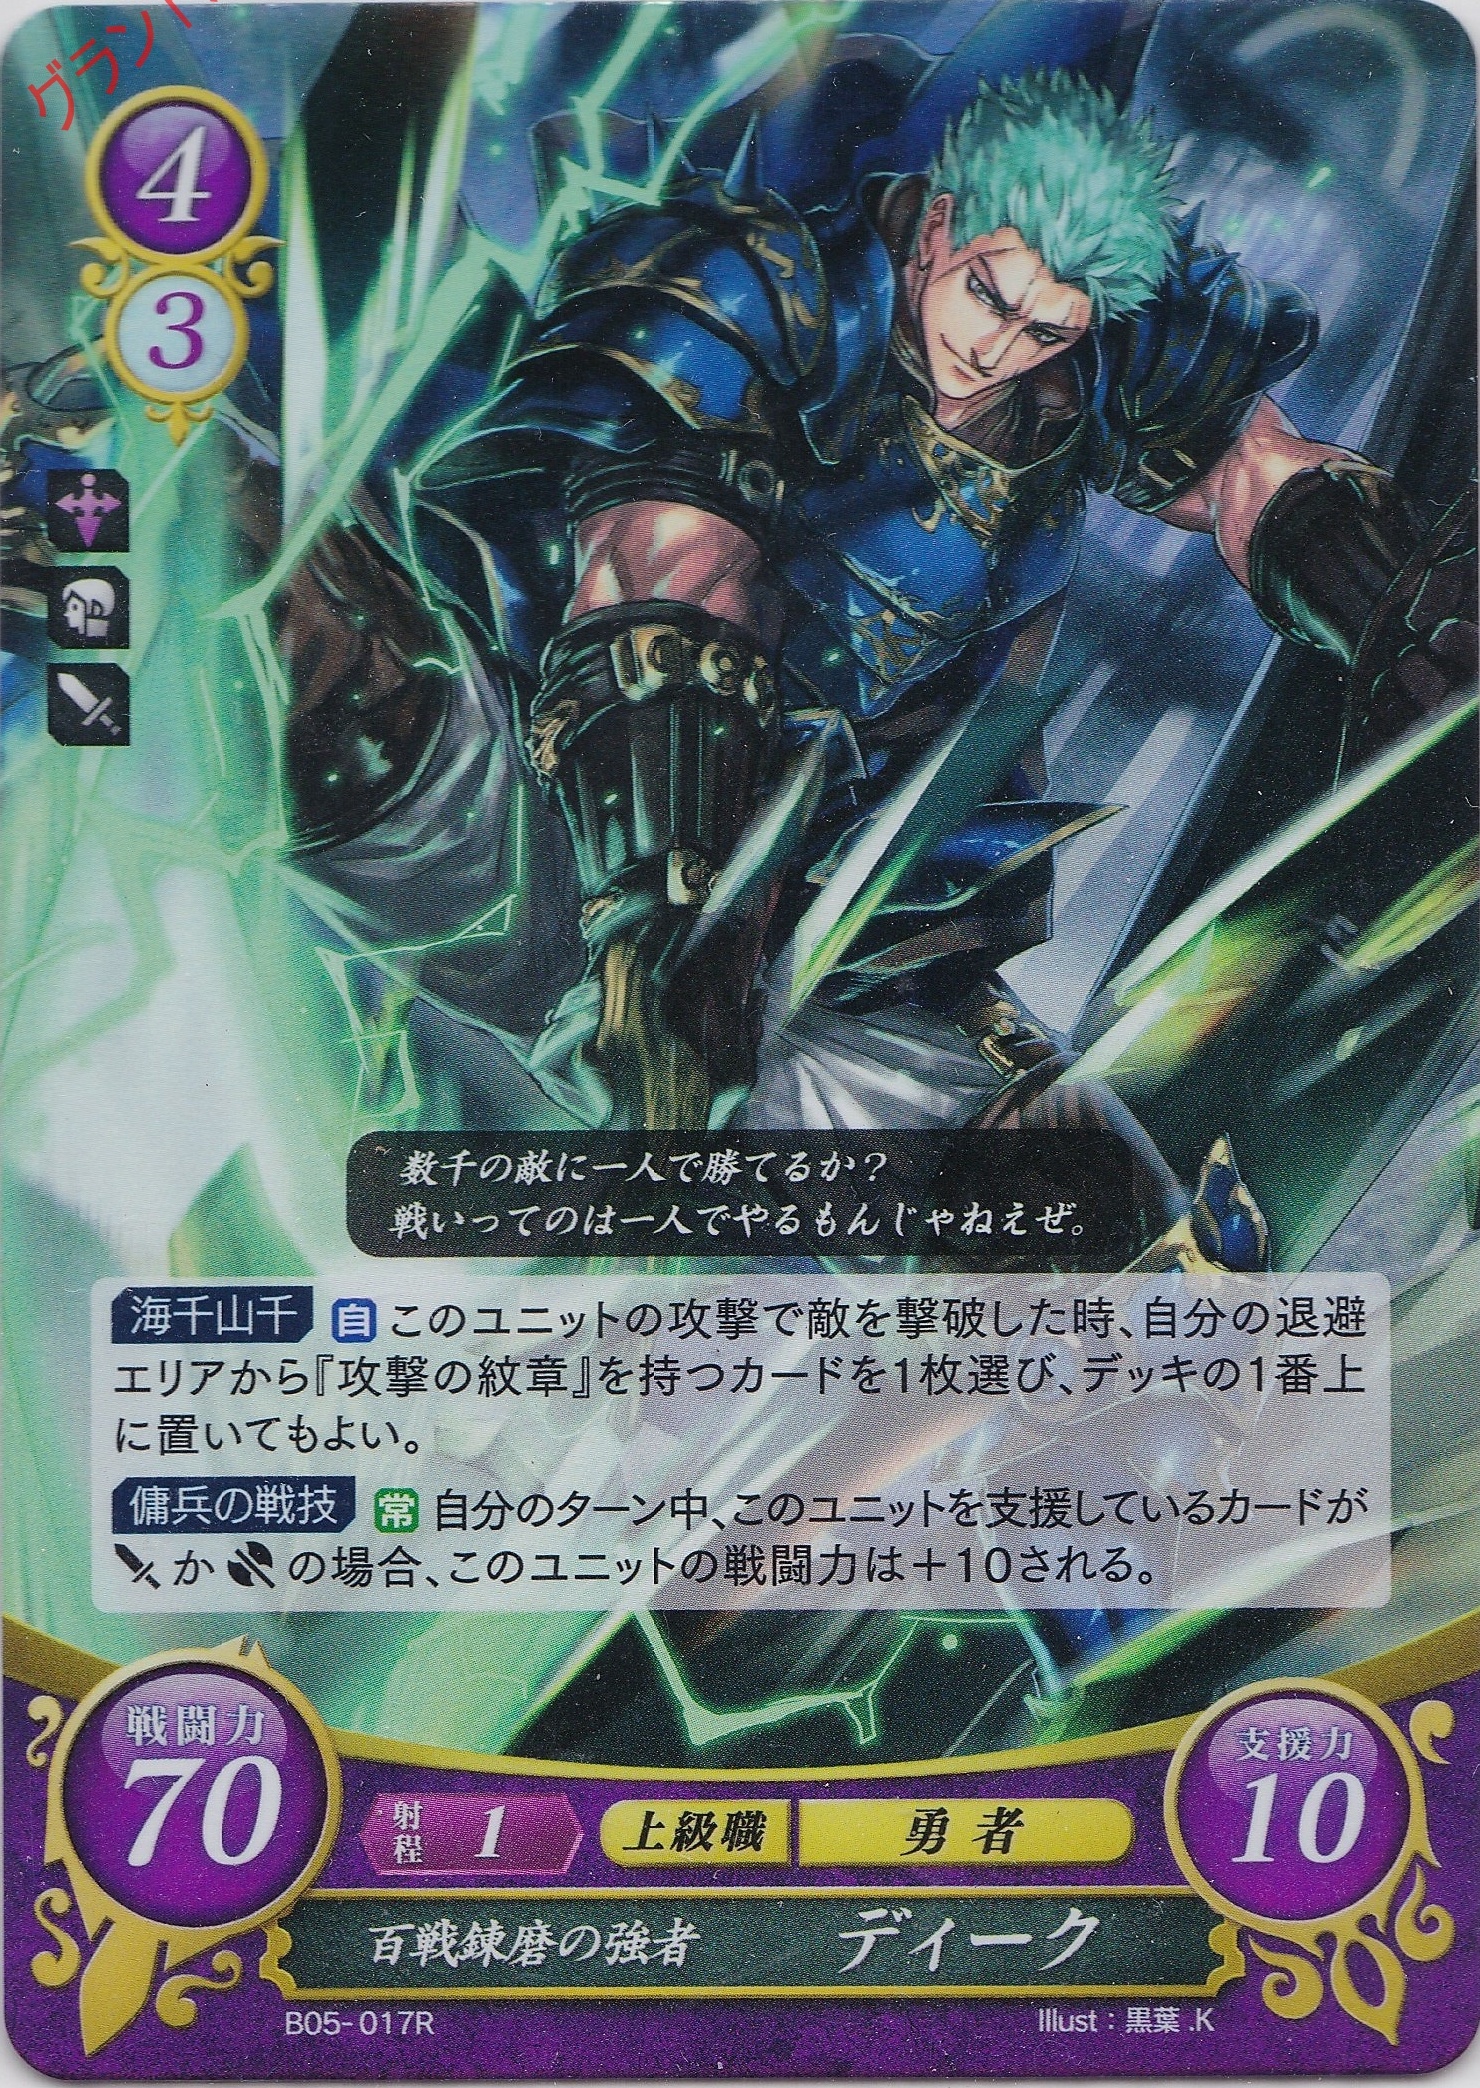 グラント
4
3
数千の敵に一人で勝てるか？
戦いってのは一人でやるもんじゃねえぜ。
海千山千 自 このユニットの攻撃で敵を撃破した時、自分の退避
エリアから『攻撃の紋章』を持つカードを1枚選び、デッキの1番上
に置いてもよい。
傭兵の戦技 常 自分のターン中、このユニットを支援しているカードが
か の場合、このユニットの戦闘力は＋10される。
戦闘力
70
射程 1
上級職 勇者
支援力
10
百戦錬磨の強者 ディーク
B05-017R
Illust：黒葉.K